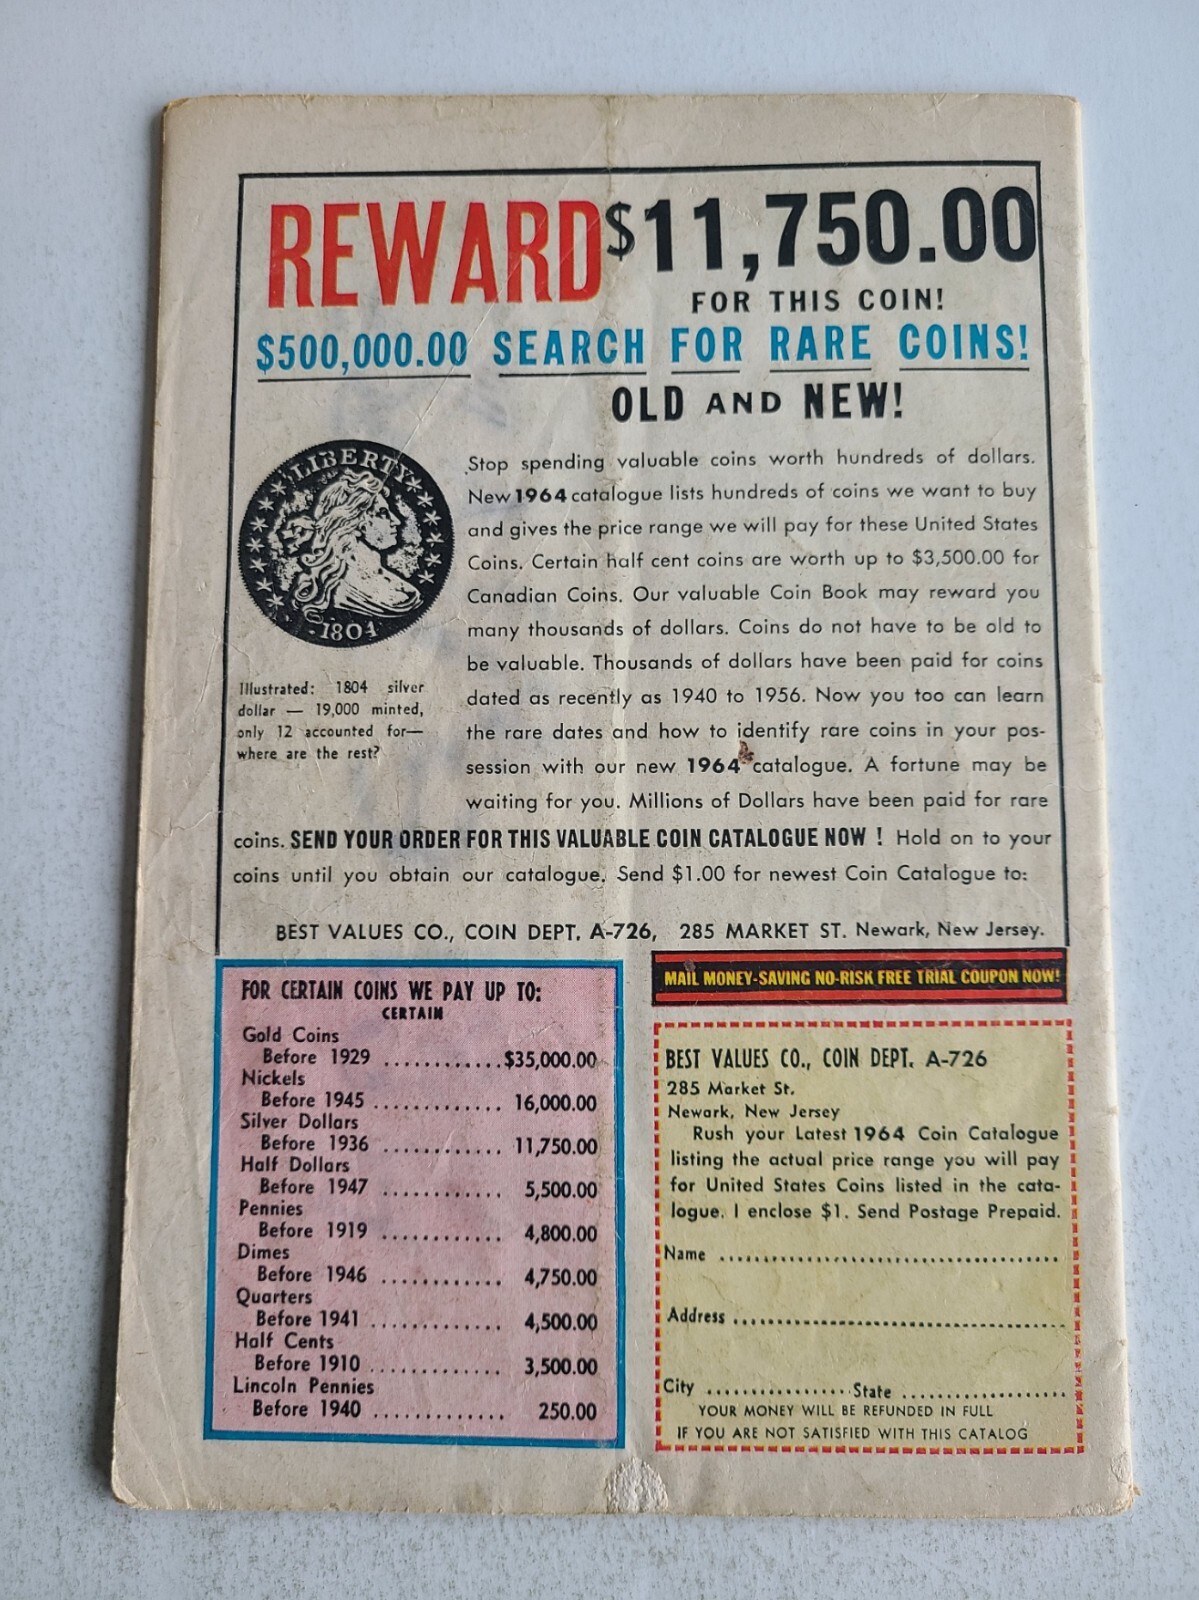 REWARD $11,750.00
FOR THIS COIN!
$500,000.00 SEARCH FOR RARE COINS!
OLD AND NEW!
LIBERTY
1804
Illustrated: 1804 silver
dollar — 19,000 minted,
only 12 accounted for—
where are the rest?
Stop spending valuable coins worth hundreds of dollars.
New 1964 catalogue lists hundreds of coins we want to buy
and gives the price range we will pay for these United States
Coins. Certain half cent coins are worth up to $3,500.00 for
Canadian Coins. Our valuable Coin Book may reward you
many thousands of dollars. Coins do not have to be old to
be valuable. Thousands of dollars have been paid for coins
dated as recently as 1940 to 1956. Now you too can learn
the rare dates and how to identify rare coins in your pos-
session with our new 1964 catalogue. A fortune may be
waiting for you. Millions of Dollars have been paid for rare
coins. SEND YOUR ORDER FOR THIS VALUABLE COIN CATALOGUE NOW ! Hold on to your
coins until you obtain our catalogue. Send $1.00 for newest Coin Catalogue to:
BEST VALUES CO., COIN DEPT. A-726, 285 MARKET ST. Newark, New Jersey.
FOR CERTAIN COINS WE PAY UP TO:
CERTAIN
Gold Coins
Before 1929 ............$35,000.00
Nickels
Before 1945 ............. 16,000.00
Silver Dollars
Before 1936 ............ 11,750.00
Half Dollars
Before 1947 ............ 5,500.00
Pennies
Before 1919 ............ 4,800.00
Dimes
Before 1946 ............ 4,750.00
Quarters
Before 1941 ............. 4,500.00
Half Cents
Before 1910 ............. 3,500.00
Lincoln Pennies
Before 1940 ............. 250.00
MAIL MONEY-SAVING NO-RISK FREE TRIAL COUPON NOW!
BEST VALUES CO., COIN DEPT. A-726
285 Market St.
Newark, New Jersey
Rush your Latest 1964 Coin Catalogue
listing the actual price range you will pay
for United States Coins listed in the cata-
logue. I enclose $1. Send Postage Prepaid.
Name ........................................
Address ........................................
City ................. State ...................
YOUR MONEY WILL BE REFUNDED IN FULL
IF YOU ARE NOT SATISFIED WITH THIS CATALOG